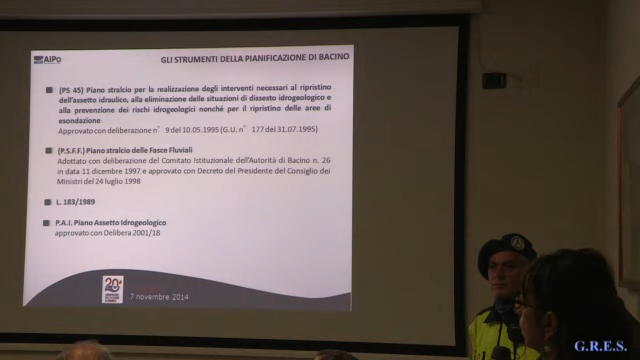 AIPo
GLI STRUMENTI DELLA PIANIFICAZIONE DI BACINO
(PS 45) Piano stralcio per la realizzazione degli interventi necessari al ripristino
dell'assetto idraulico, alla eliminazione delle situazioni di dissesto idrogeologico e
alla prevenzione dei rischi idrogeologici nonché per il ripristino delle aree di
esondazione
Approvato con deliberazione n° 9 del 10.05.1995 (G.U. n° 177 del 31.07.1995)
(P.S.F.F.) Piano stralcio delle Fasce Fluviali
Adottato con deliberazione del Comitato Istituzionale dell'Autorità di Bacino n. 26
in data 11 dicembre 1997 e approvato con Decreto del Presidente del Consiglio dei
Ministri del 24 luglio 1998
L. 183/1989
P.A.I. Piano Assetto Idrogeologico
approvato con Delibera 2001/18
20
7 novembre 2014
G.R.E.S.